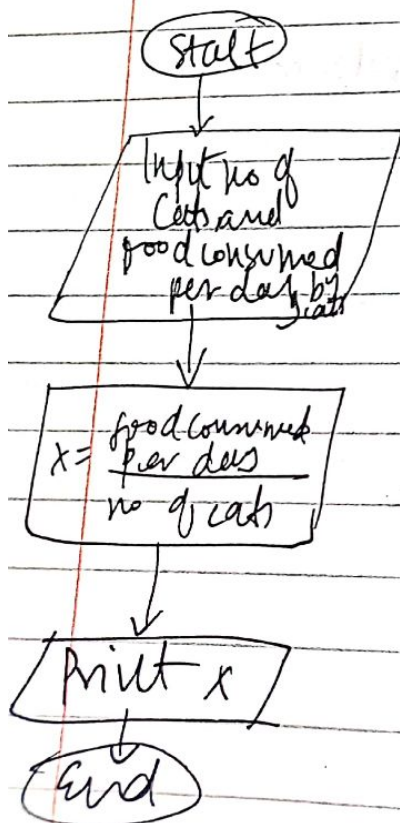 Start
Input no of
Cats and
food consumed
per day by
cats
food consumed
x = per day
no of cats
Print x
End